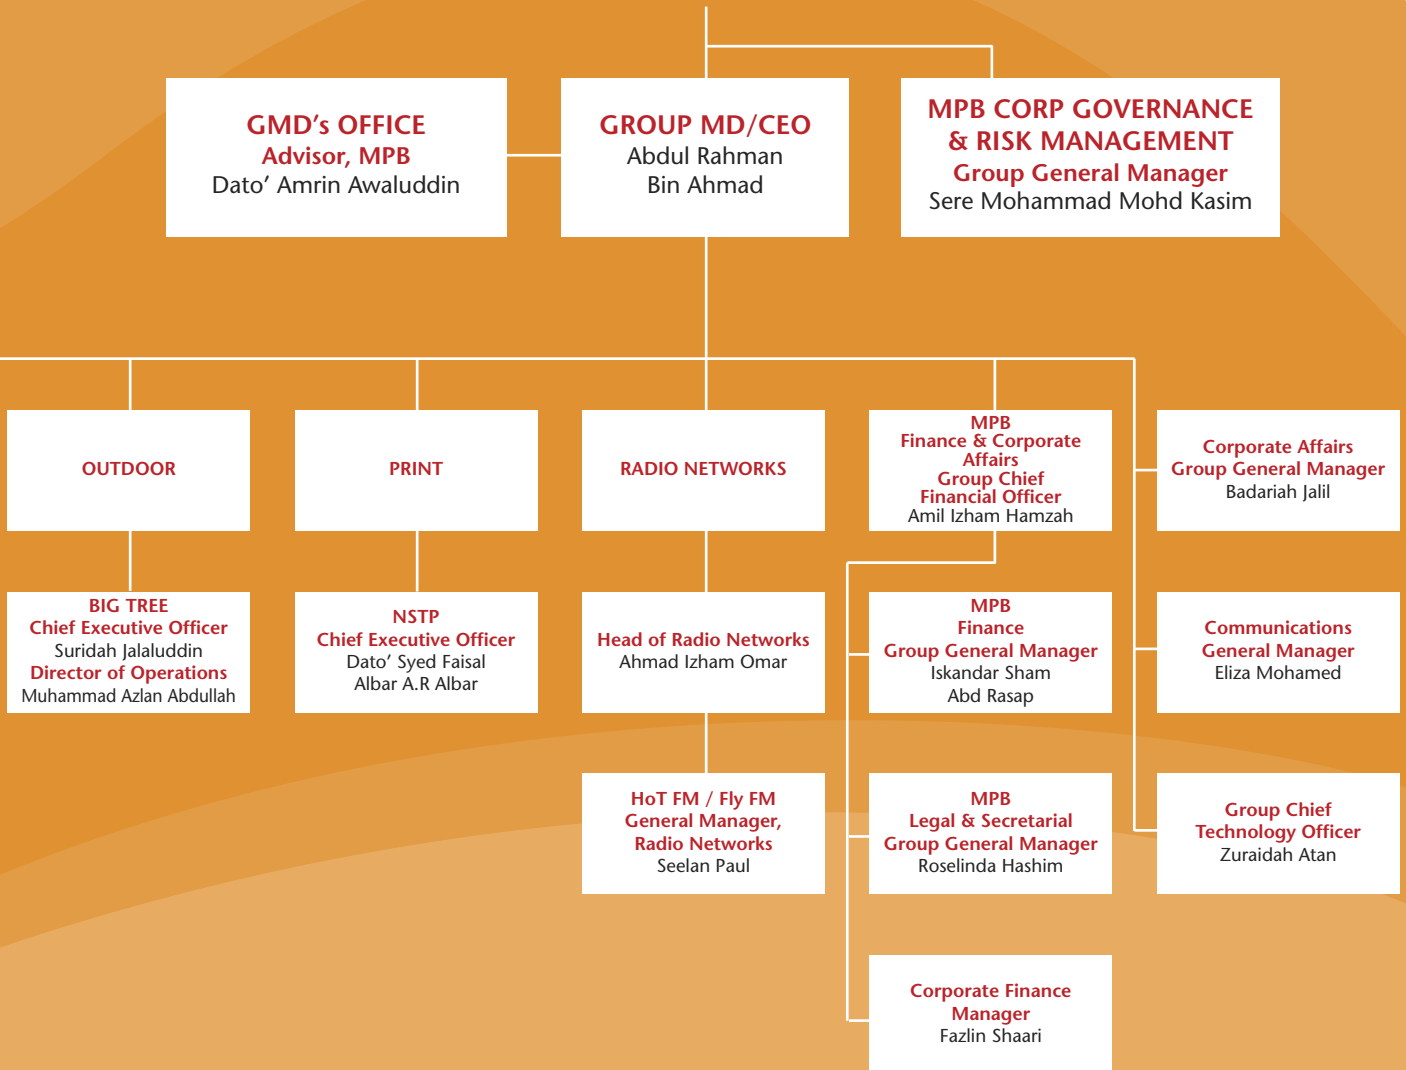 GMD's OFFICE
Advisor, MPB
Dato' Amrin Awaluddin
GROUP MD/CEO
Abdul Rahman
Bin Ahmad
MPB CORP GOVERNANCE
& RISK MANAGEMENT
Group General Manager
Sere Mohammad Mohd Kasim
OUTDOOR
PRINT
RADIO NETWORKS
MPB
Finance & Corporate
Affairs
Group Chief
Financial Officer
Amil Izham Hamzah
Corporate Affairs
Group General Manager
Badariah Jalil
BIG TREE
Chief Executive Officer
Suridah Jalaluddin
Director of Operations
Muhammad Azlan Abdullah
NSTP
Chief Executive Officer
Dato' Syed Faisal
Albar A.R Albar
Head of Radio Networks
Ahmad Izham Omar
MPB
Finance
Group General Manager
Iskandar Sham
Abd Rasap
Communications
General Manager
Eliza Mohamed
HoT FM / Fly FM
General Manager,
Radio Networks
Seelan Paul
MPB
Legal & Secretarial
Group General Manager
Roselinda Hashim
Group Chief
Technology Officer
Zuraidah Atan
Corporate Finance
Manager
Fazlin Shaari